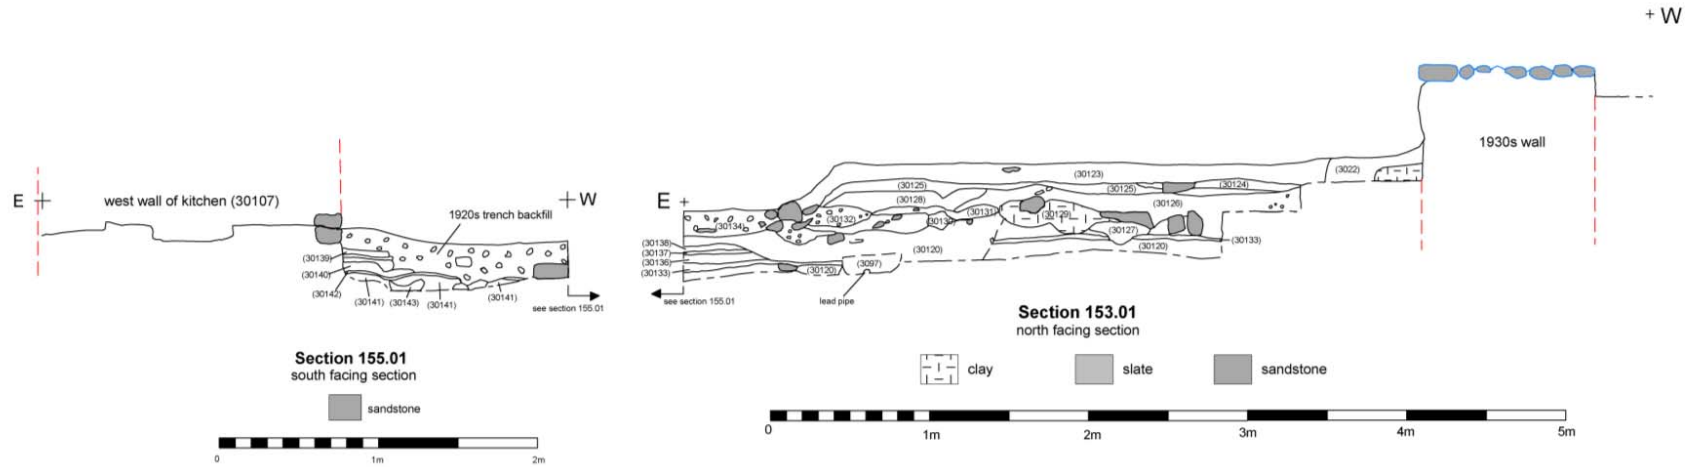 + W
E +
west wall of kitchen (30107)
+ W
1920s trench backfill
(30139)
(30140)
(30142)
(30141)
(30143)
(30141)
(30141)
see section 155.01
Section 155.01
south facing section
sandstone
0
1m
2m
1930s wall
E +
(3022)
(30123)
(30125)
(30125)
(30124)
(30128)
(30126)
(30134)
(30132)
(30130)
(30131)
(30129)
(30127)
(30138)
(30137)
(30136)
(30133)
(30120)
(30120)
(30133)
(30120)
(3097)
see section 155.01
lead pipe
Section 153.01
north facing section
clay
slate
sandstone
0
1m
2m
3m
4m
5m